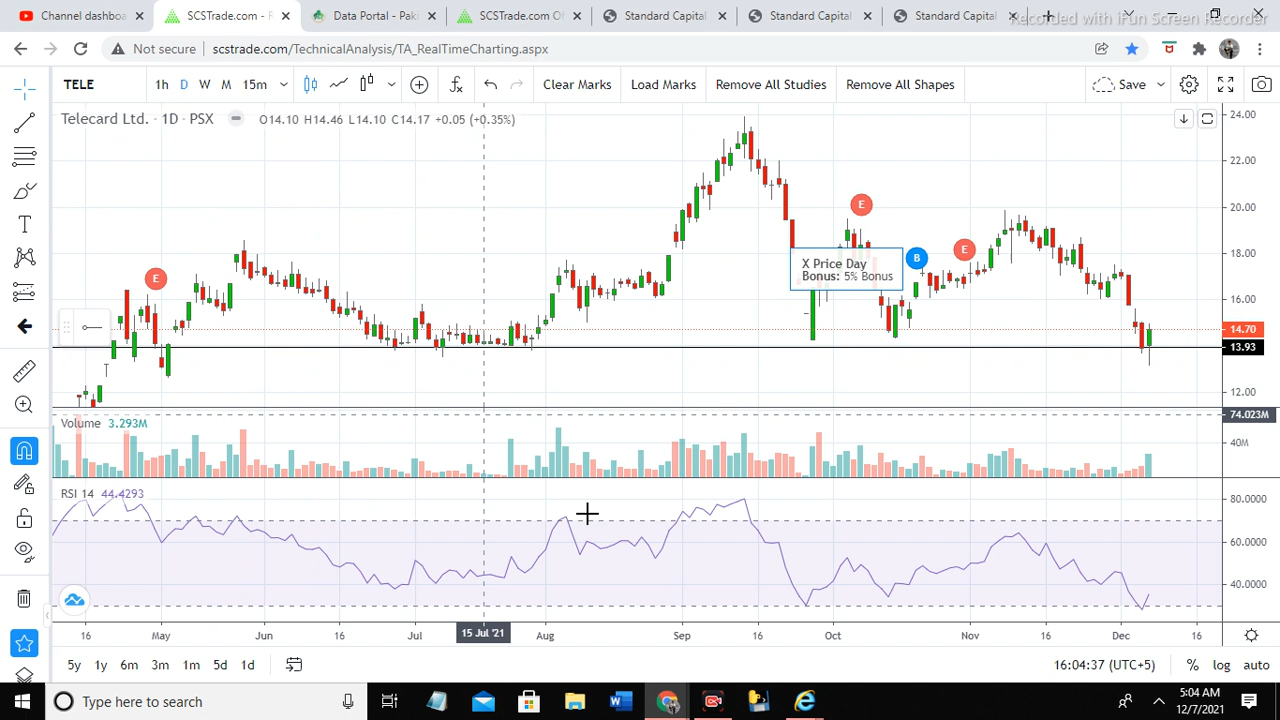 Channel dashboard
SCSTrade.com - R
Data Portal - Paki
SCSTrade.com Of
Standard Capital
Standard Capital
Standard Capital
Recorded with iFun Screen Recorder
Not secure
scstrade.com/TechnicalAnalysis/TA_RealTimeCharting.aspx
TELE
1h D W M 15m
Clear Marks
Load Marks
Remove All Studies
Remove All Shapes
Save
Telecard Ltd. · 1D · PSX
O14.10 H14.46 L14.10 C14.17 +0.05 (+0.35%)
24.00
22.00
20.00
18.00
16.00
14.70
13.93
12.00
E
E
B
E
X Price Day
Bonus: 5% Bonus
Volume 3.293M
74.023M
40M
RSI 14 44.4293
80.0000
60.0000
40.0000
16 May Jun 16 Jul 15 Jul '21 Aug Sep 16 Oct Nov 16 Dec 16
5y 1y 6m 3m 1m 5d 1d
16:04:37 (UTC+5)
% log auto
Type here to search
5:04 AM
12/7/2021